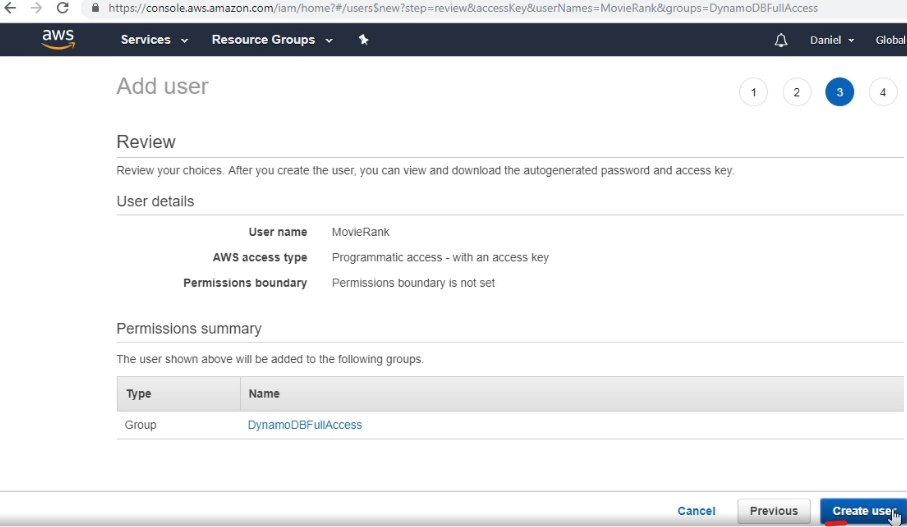 https://console.aws.amazon.com/iam/home?#/users$new?step=review&accessKey&userNames=MovieRank&groups=DynamoDBFullAccess
aws Services Resource Groups Daniel Global
Add user
1 2 3 4
Review
Review your choices. After you create the user, you can view and download the autogenerated password and access key.
User details
User name MovieRank
AWS access type Programmatic access - with an access key
Permissions boundary Permissions boundary is not set
Permissions summary
The user shown above will be added to the following groups.
Type Name
Group DynamoDBFullAccess
Cancel Previous Create user